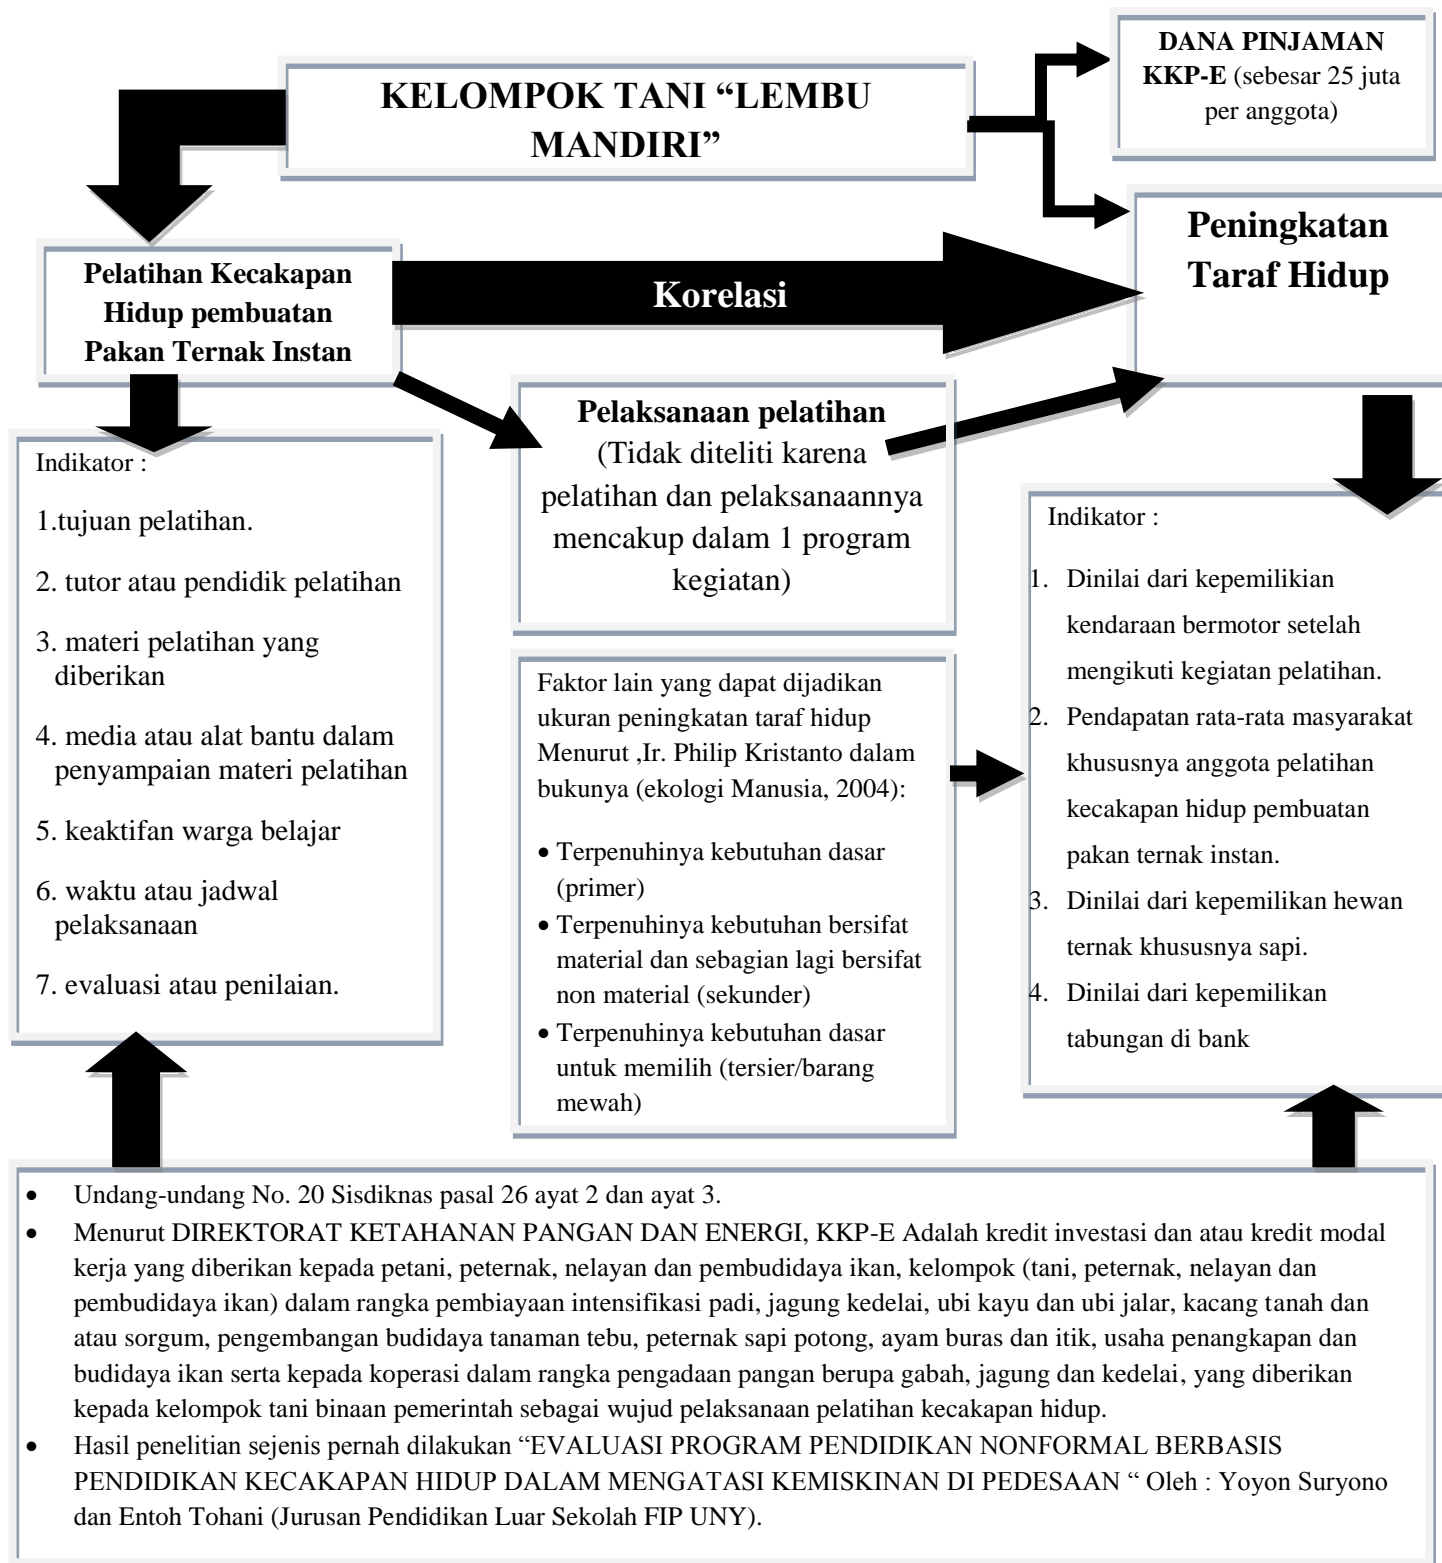 KELOMPOK TANI “LEMBU
MANDIRI”
DANA PINJAMAN
KKP-E (sebesar 25 juta
per anggota)
Pelatihan Kecakapan
Hidup pembuatan
Pakan Ternak Instan
Korelasi
Peningkatan
Taraf Hidup
Pelaksanaan pelatihan
(Tidak diteliti karena
pelatihan dan pelaksanaannya
mencakup dalam 1 program
kegiatan)
Indikator :
1.tujuan pelatihan.
2. tutor atau pendidik pelatihan
3. materi pelatihan yang
diberikan
4. media atau alat bantu dalam
penyampaian materi pelatihan
5. keaktifan warga belajar
6. waktu atau jadwal
pelaksanaan
7. evaluasi atau penilaian.
Faktor lain yang dapat dijadikan
ukuran peningkatan taraf hidup
Menurut ,Ir. Philip Kristanto dalam
bukunya (ekologi Manusia, 2004):
• Terpenuhinya kebutuhan dasar
(primer)
• Terpenuhinya kebutuhan bersifat
material dan sebagian lagi bersifat
non material (sekunder)
• Terpenuhinya kebutuhan dasar
untuk memilih (tersier/barang
mewah)
Indikator :
1. Dinilai dari kepemilikian
kendaraan bermotor setelah
mengikuti kegiatan pelatihan.
2. Pendapatan rata-rata masyarakat
khususnya anggota pelatihan
kecakapan hidup pembuatan
pakan ternak instan.
3. Dinilai dari kepemilikan hewan
ternak khususnya sapi.
4. Dinilai dari kepemilikan
tabungan di bank
• Undang-undang No. 20 Sisdiknas pasal 26 ayat 2 dan ayat 3.
• Menurut DIREKTORAT KETAHANAN PANGAN DAN ENERGI, KKP-E Adalah kredit investasi dan atau kredit modal
kerja yang diberikan kepada petani, peternak, nelayan dan pembudidaya ikan, kelompok (tani, peternak, nelayan dan
pembudidaya ikan) dalam rangka pembiayaan intensifikasi padi, jagung kedelai, ubi kayu dan ubi jalar, kacang tanah dan
atau sorgum, pengembangan budidaya tanaman tebu, peternak sapi potong, ayam buras dan itik, usaha penangkapan dan
budidaya ikan serta kepada koperasi dalam rangka pengadaan pangan berupa gabah, jagung dan kedelai, yang diberikan
kepada kelompok tani binaan pemerintah sebagai wujud pelaksanaan pelatihan kecakapan hidup.
• Hasil penelitian sejenis pernah dilakukan “EVALUASI PROGRAM PENDIDIKAN NONFORMAL BERBASIS
PENDIDIKAN KECAKAPAN HIDUP DALAM MENGATASI KEMISKINAN DI PEDESAAN “ Oleh : Yoyon Suryono
dan Entoh Tohani (Jurusan Pendidikan Luar Sekolah FIP UNY).